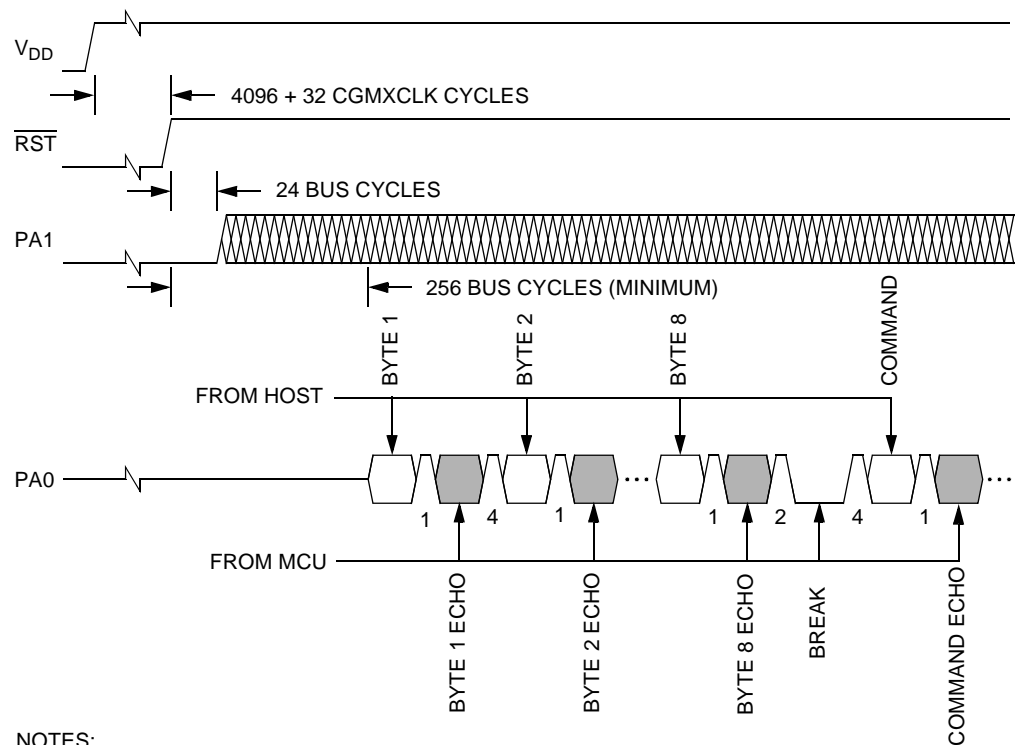 VDD
4096 + 32 CGMXCLK CYCLES
RST
24 BUS CYCLES
PA1
256 BUS CYCLES (MINIMUM)
BYTE 1
BYTE 2
BYTE 8
COMMAND
FROM HOST
PA0
1
4
1
1
2
4
1
FROM MCU
BYTE 1 ECHO
BYTE 2 ECHO
BYTE 8 ECHO
BREAK
COMMAND ECHO
NOTES: